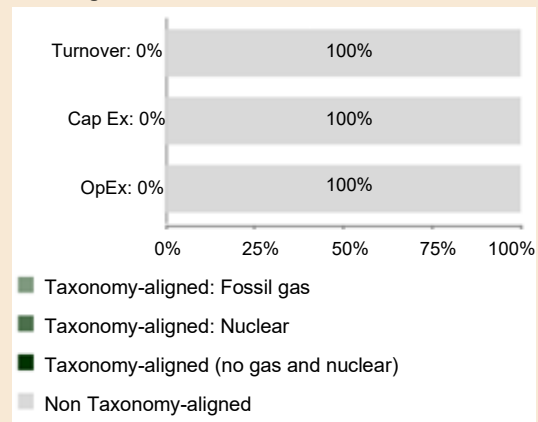 Turnover: 0% 100%
Cap Ex: 0% 100%
OpEx: 0% 100%
0% 25% 50% 75% 100%
Taxonomy-aligned: Fossil gas
Taxonomy-aligned: Nuclear
Taxonomy-aligned (no gas and nuclear)
Non Taxonomy-aligned